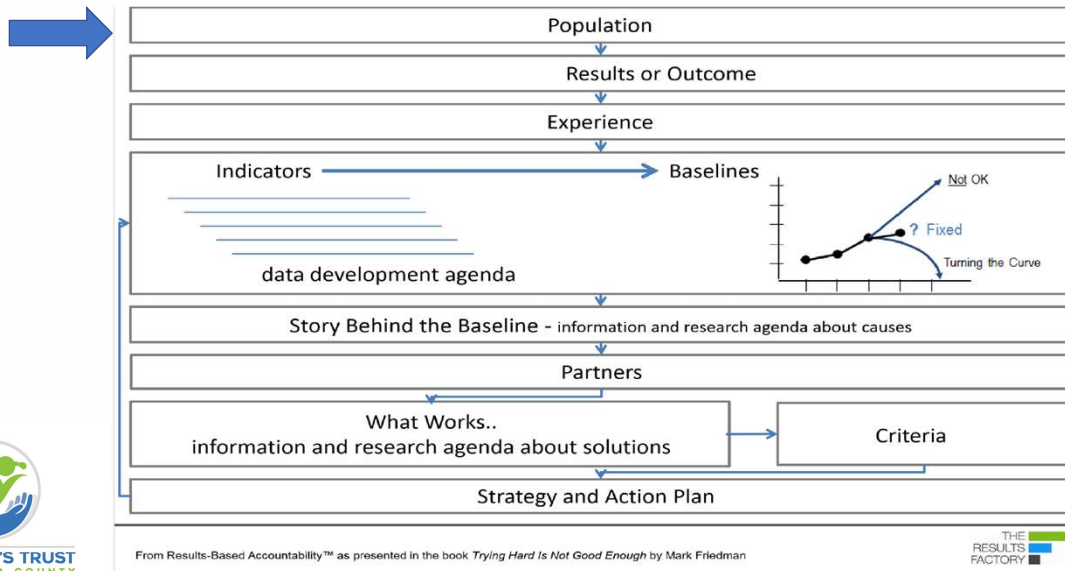 Population
Results or Outcome
Experience
Indicators
Baselines
Not OK
? Fixed
Turning the Curve
data development agenda
Story Behind the Baseline - information and research agenda about causes
Partners
What Works..
information and research agenda about solutions
Criteria
Strategy and Action Plan
'S TRUST
COUNTY
From Results-Based Accountability™ as presented in the book Trying Hard Is Not Good Enough by Mark Friedman
THE
RESULTS
FACTORY